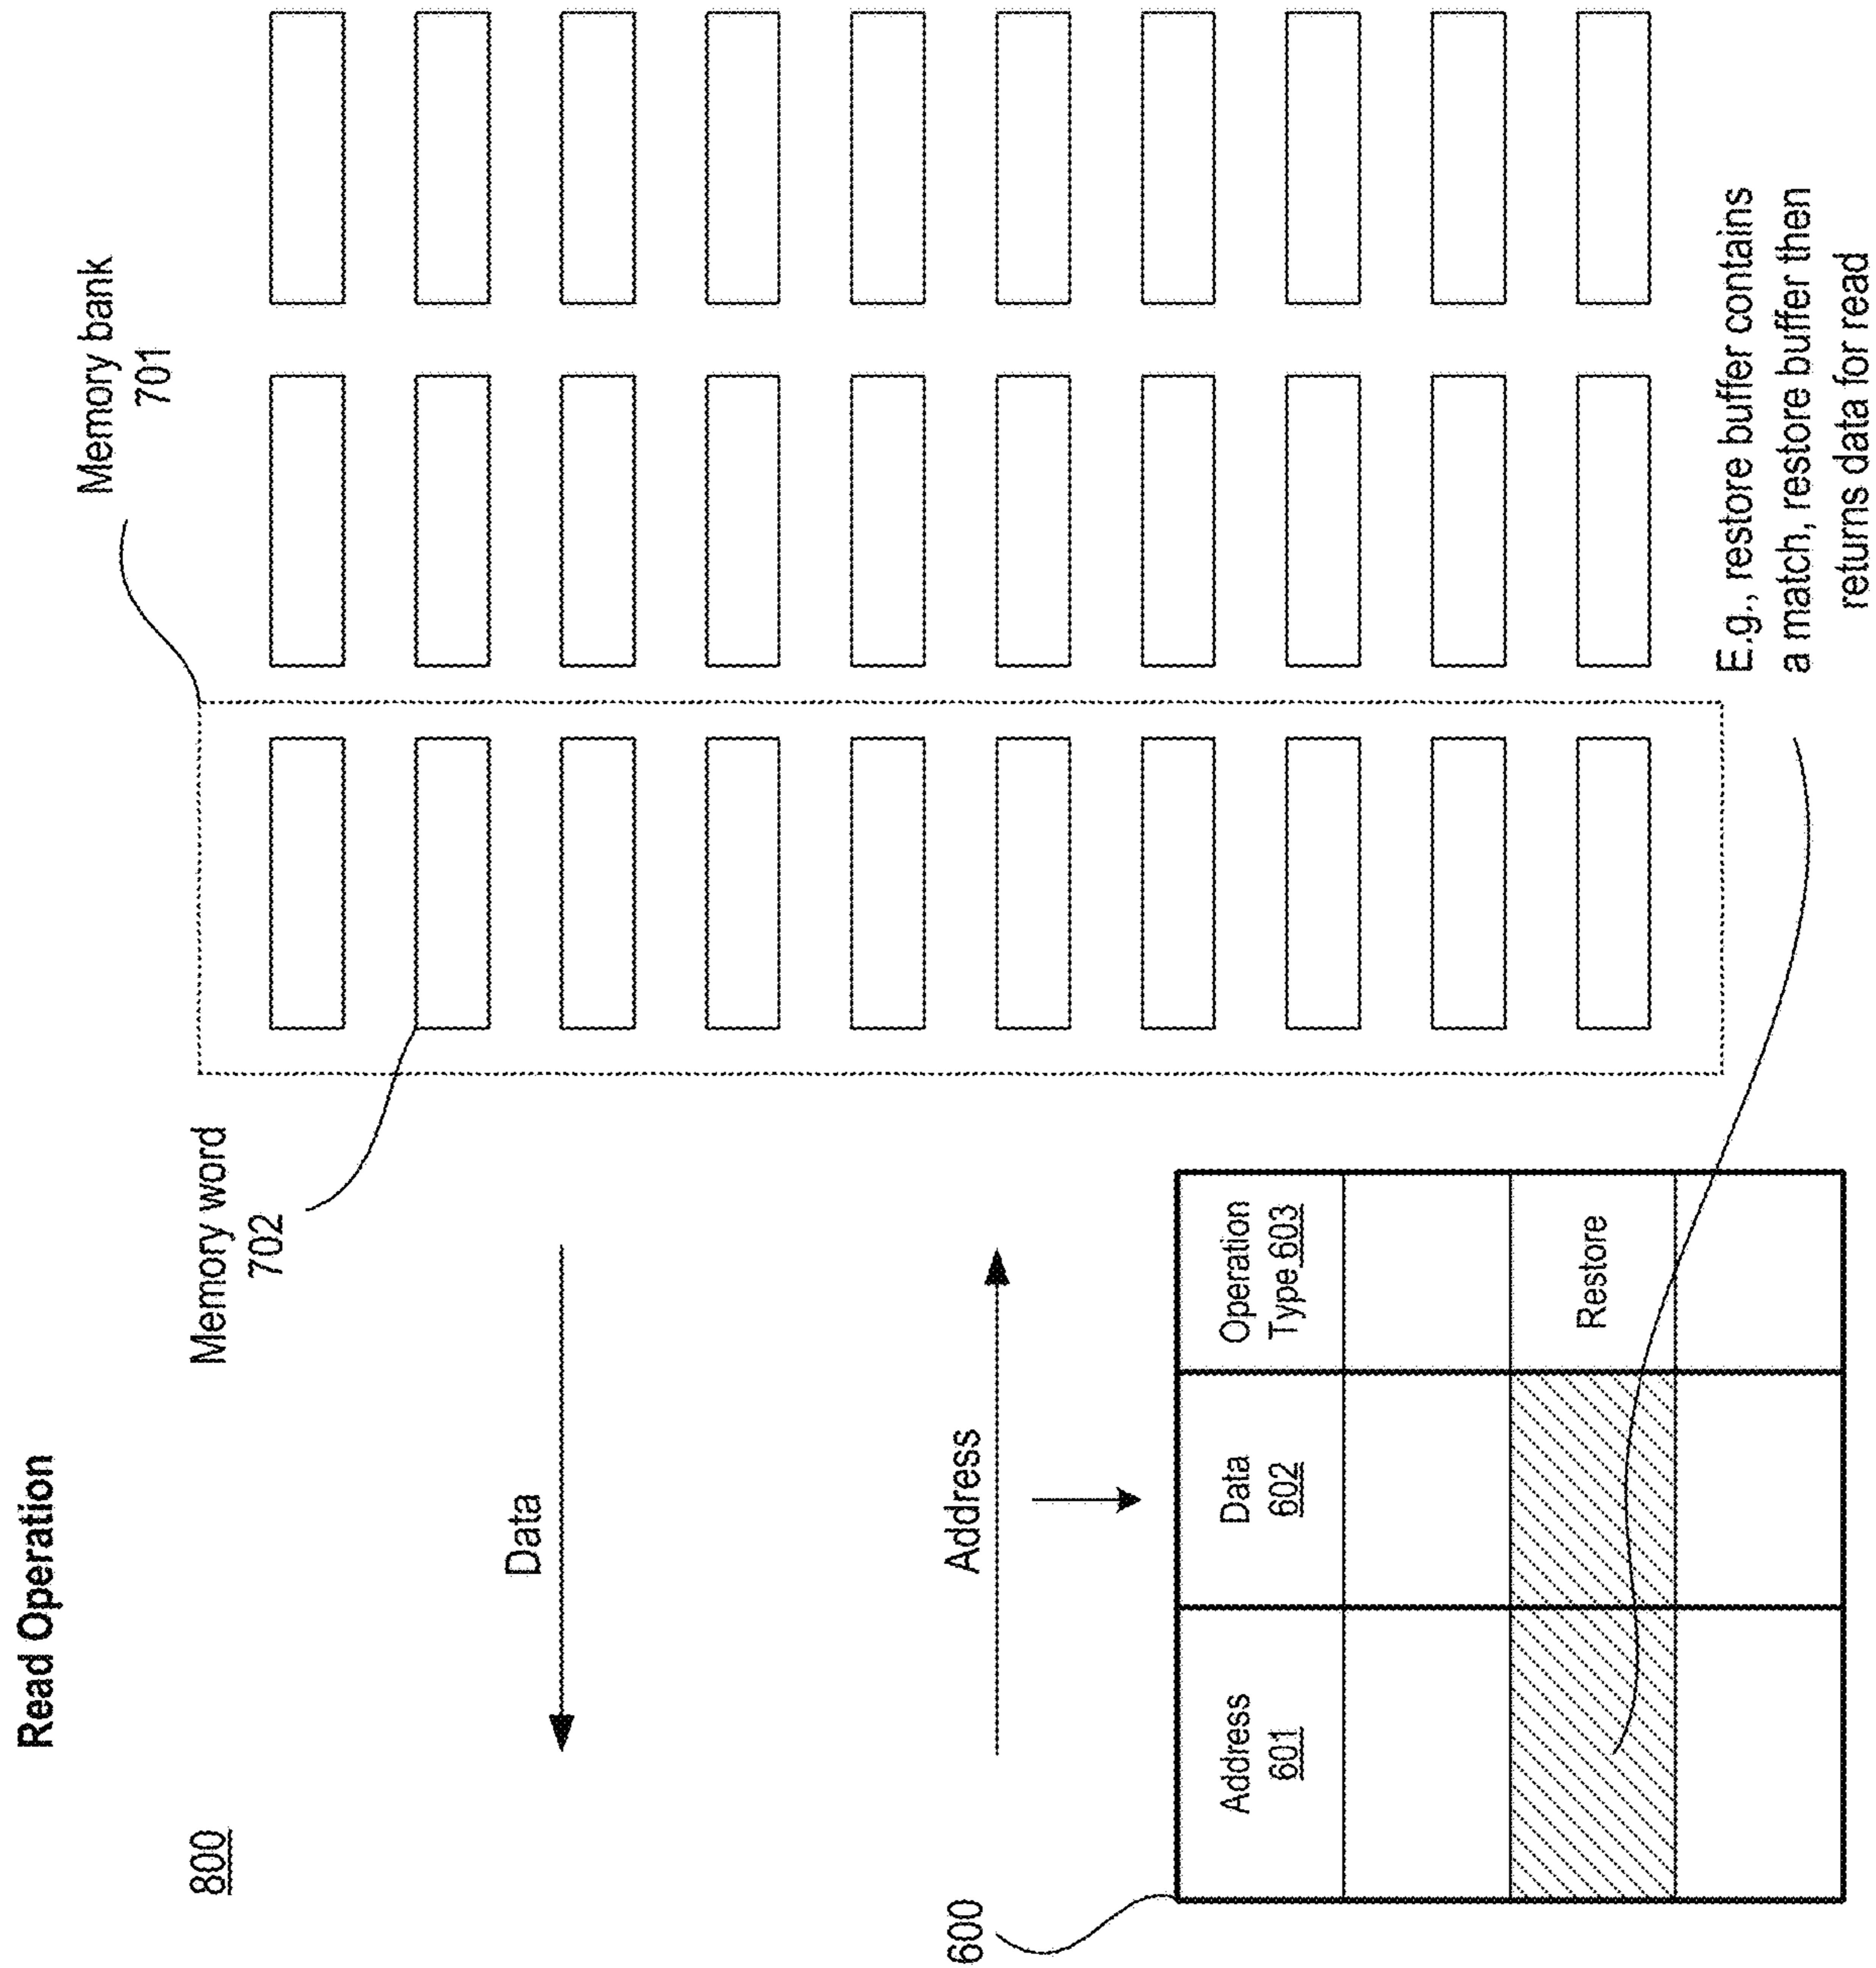 Read Operation
800
Memory word
702
Memory bank
701
Data
Address
600
Address
601
Data
602
Operation
Type 603
Restore
E.g., restore buffer contains
a match, restore buffer then
returns data for read